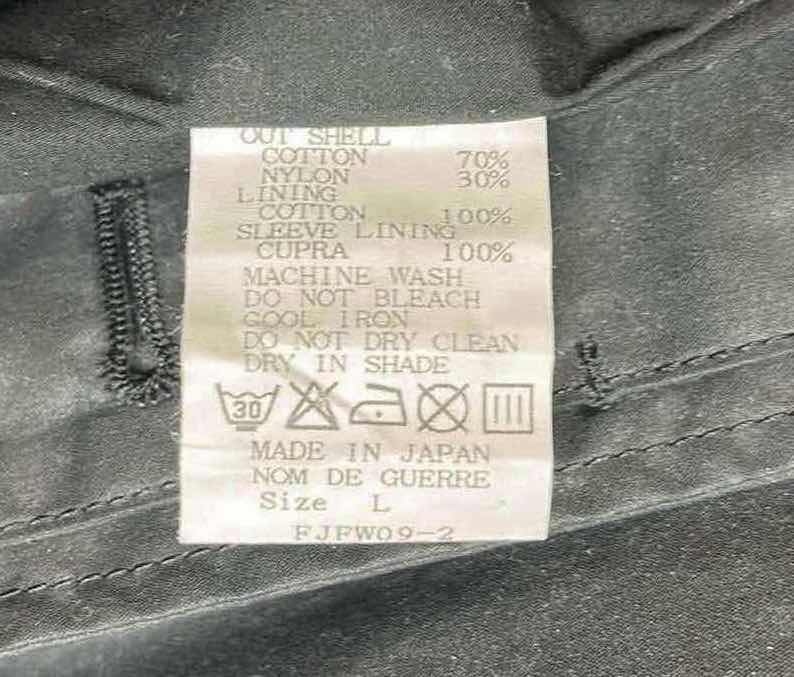 OUT SHELL
COTTON 70%
NYLON 30%
LINING
COTTON 100%
SLEEVE LINING
CUPRA 100%
MACHINE WASH
DO NOT BLEACH
COOL IRON
DO NOT DRY CLEAN
DRY IN SHADE
30
MADE IN JAPAN
NOM DE GUERRE
Size L
FJFW09-2